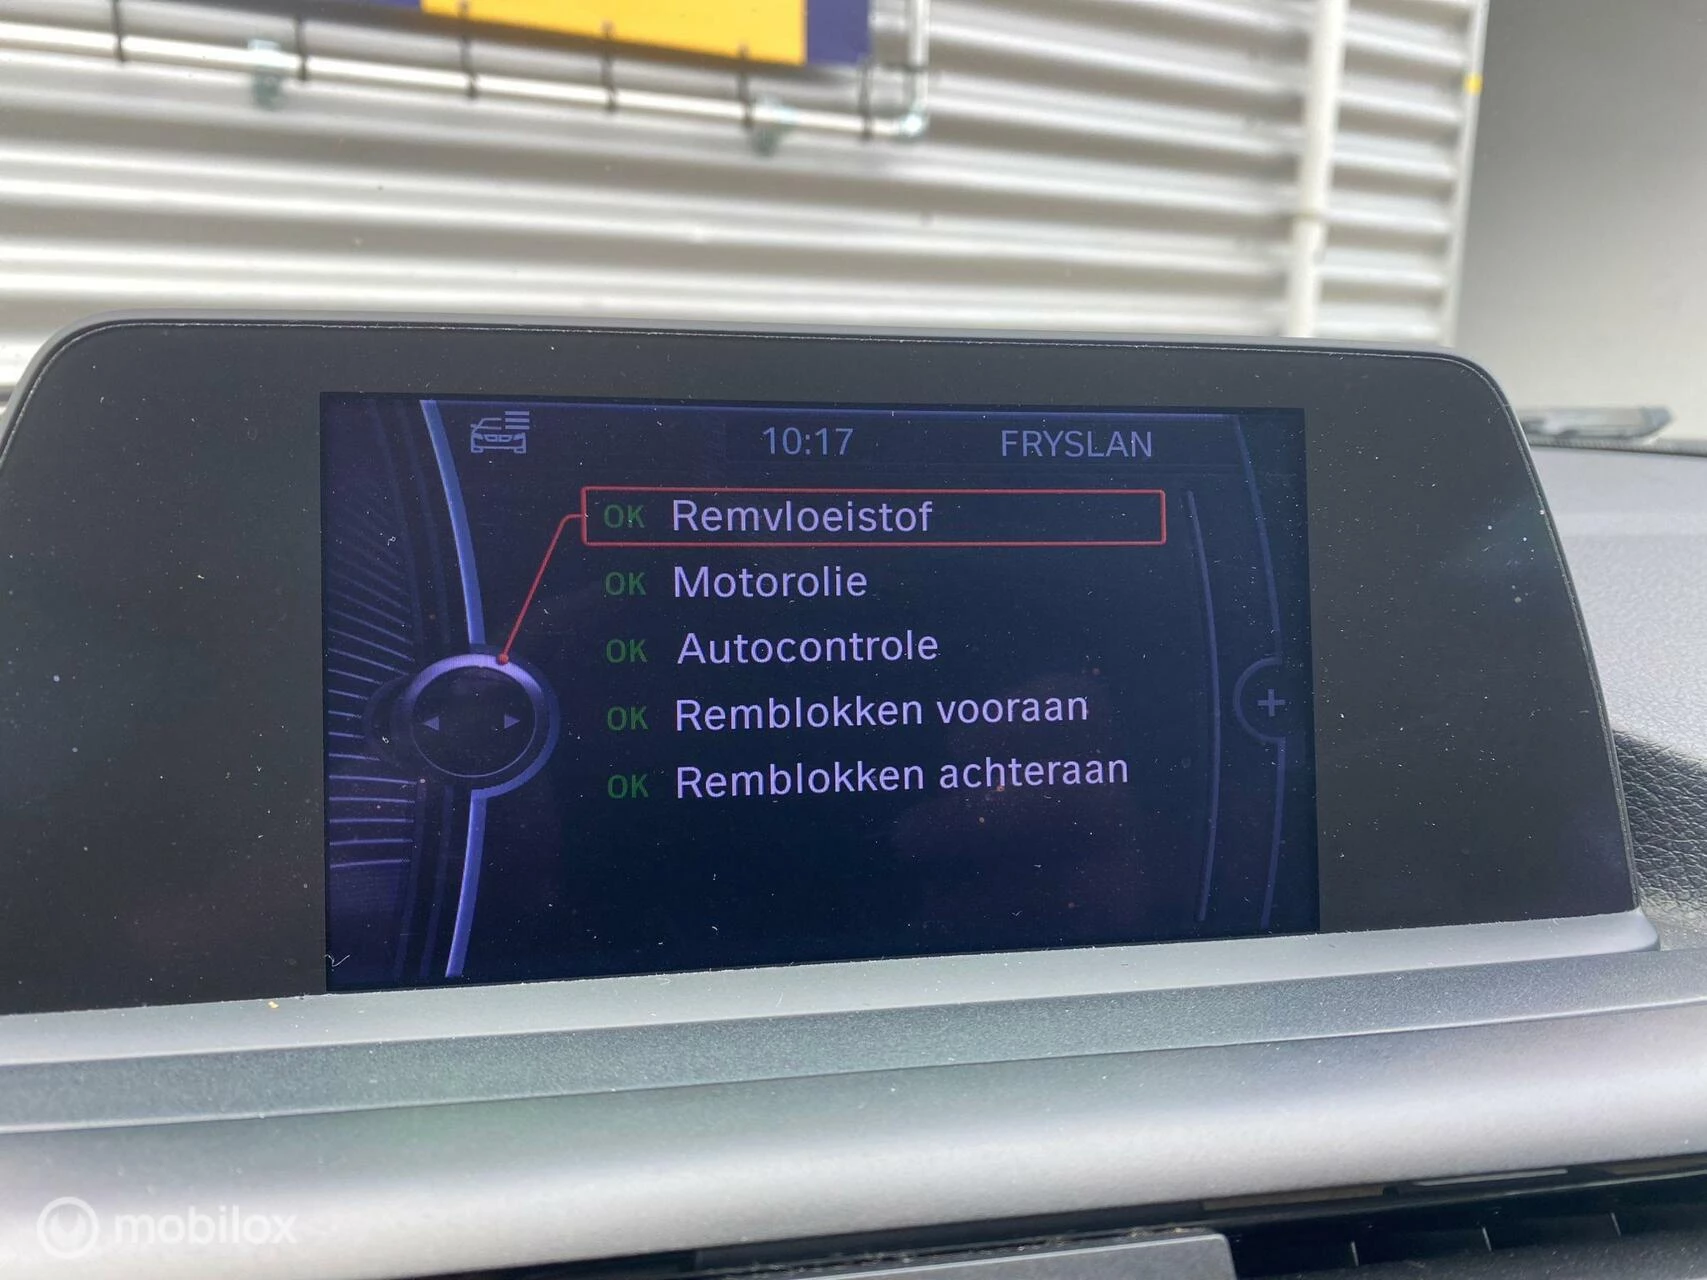 10:17 FRYSLAN
OK Remvloeistof
OK Motorolie
OK Autocontrole
OK Remblokken vooraan
OK Remblokken achteraan
mobilox